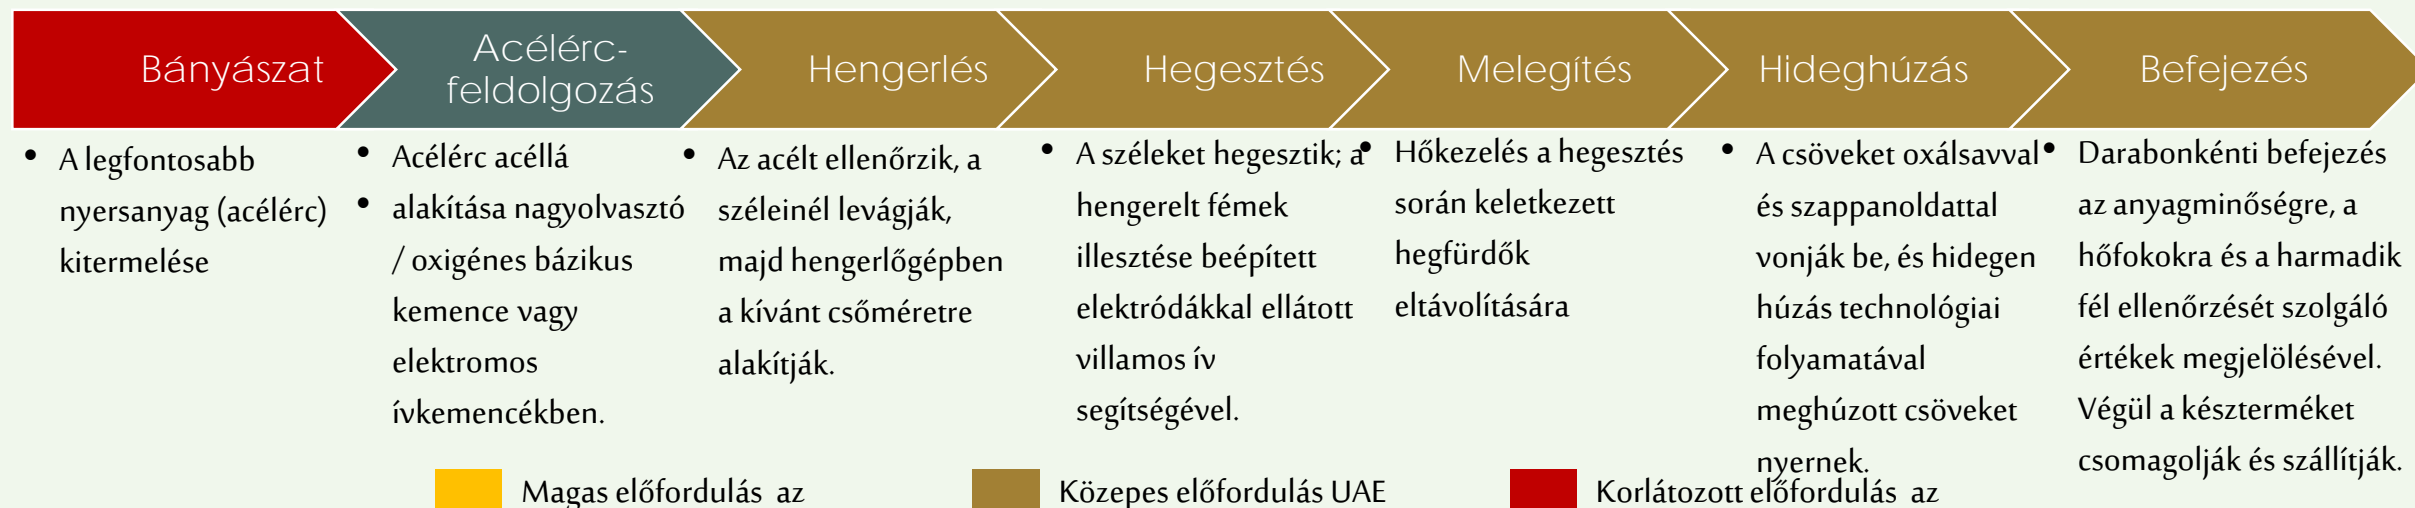 Bányászat
Acélérc-
feldolgozás
Hengerlés
Hegesztés
Melegítés
Hideghúzás
Befejezés
• A legfontosabb
nyersanyag (acélérc)
kitermelése
• Acélérc acéllá
• alakítása nagyolvasztó
/ oxigénes bázikus
kemence vagy
elektromos
ívkemencékben.
• Az acélt ellenőrzik, a
széleinél levágják,
majd hengerlőgépben
a kívánt csőméretre
alakítják.
• A széleket hegesztik; a
hengerelt fémek
illesztése beépített
elektródákkal ellátott
villamos ív
segítségével.
• Hőkezelés a hegesztés
során keletkezett
hegfürdők
eltávolítására
• A csöveket oxálsavval
és szappanoldattal
vonják be, és hidegen
húzás technológiai
folyamatával
meghúzott csöveket
nyernek.
• Darabonkénti befejezés
az anyagminőségre, a
hőfokokra és a harmadik
fél ellenőrzését szolgáló
értékek megjelölésével.
Végül a készterméket
csomagolják és szállítják.
Magas előfordulás az
Közepes előfordulás UAE
Korlátozott előfordulás az